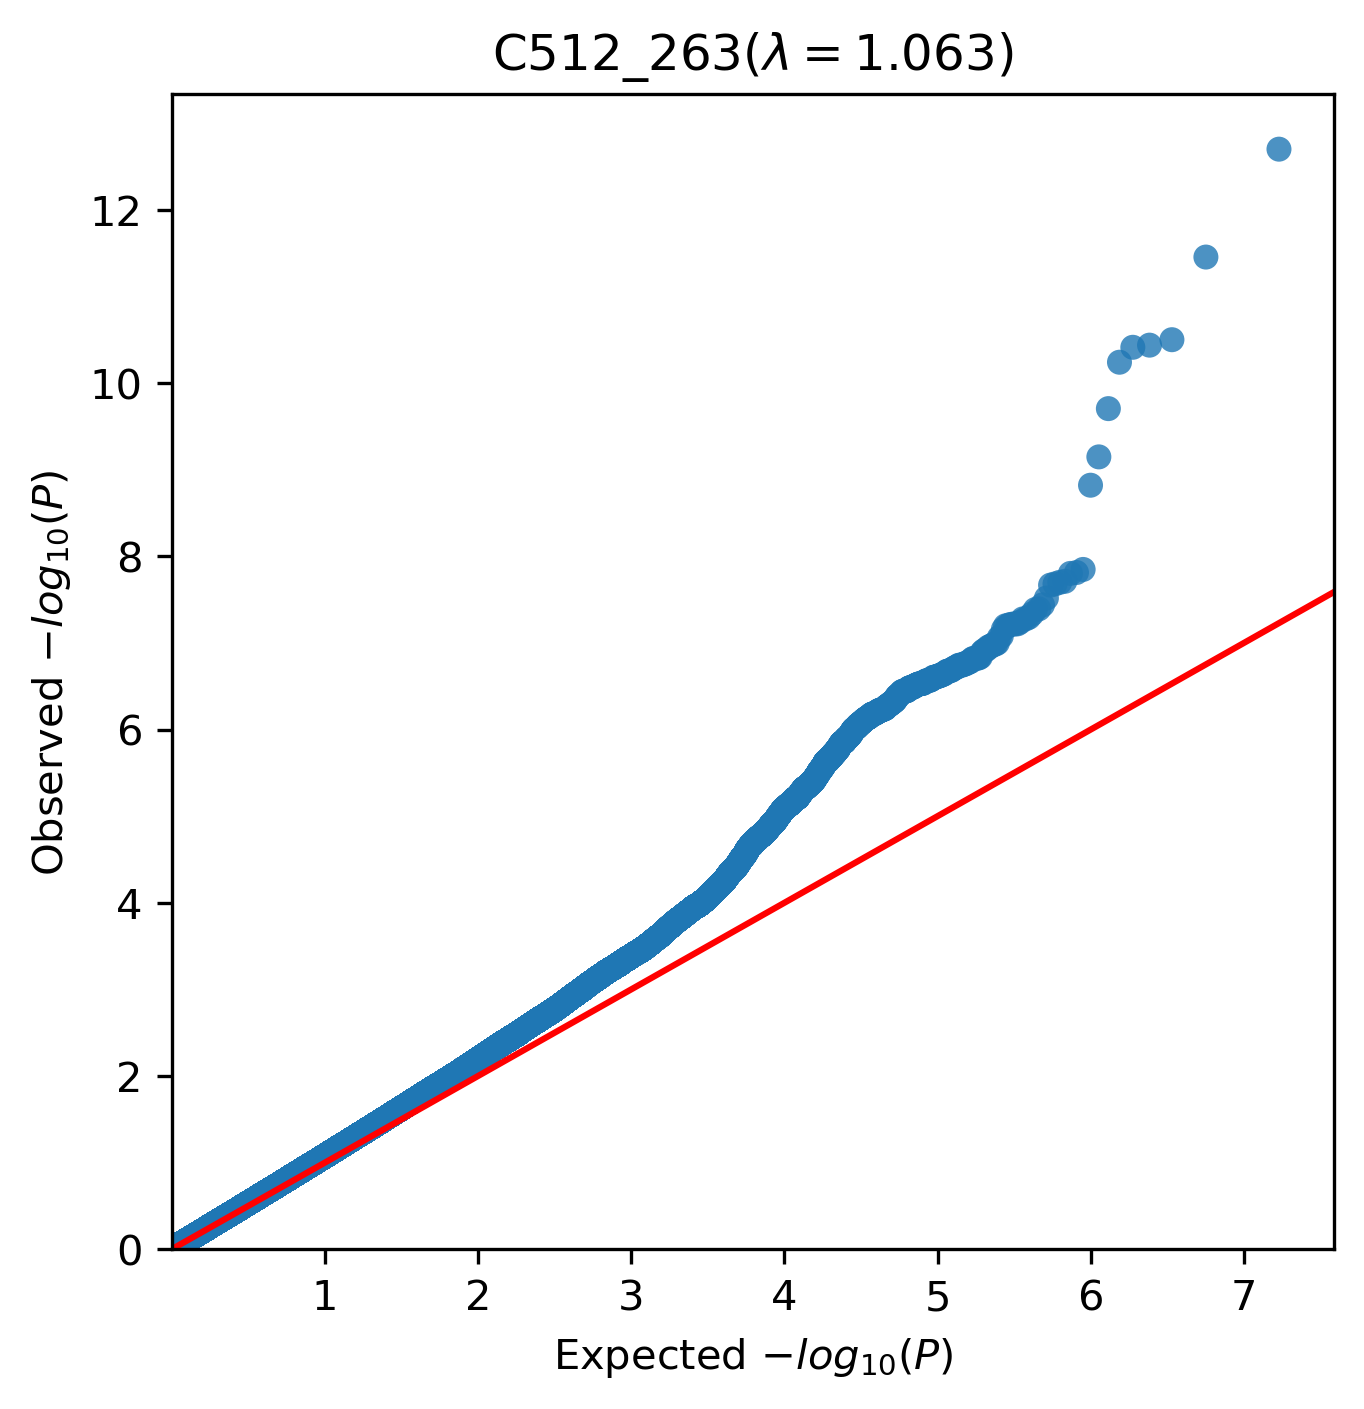 C512_263(λ = 1.063)
12
10
8
6
4
2
0
Observed −log₁₀(P)
1 2 3 4 5 6 7
Expected −log₁₀(P)